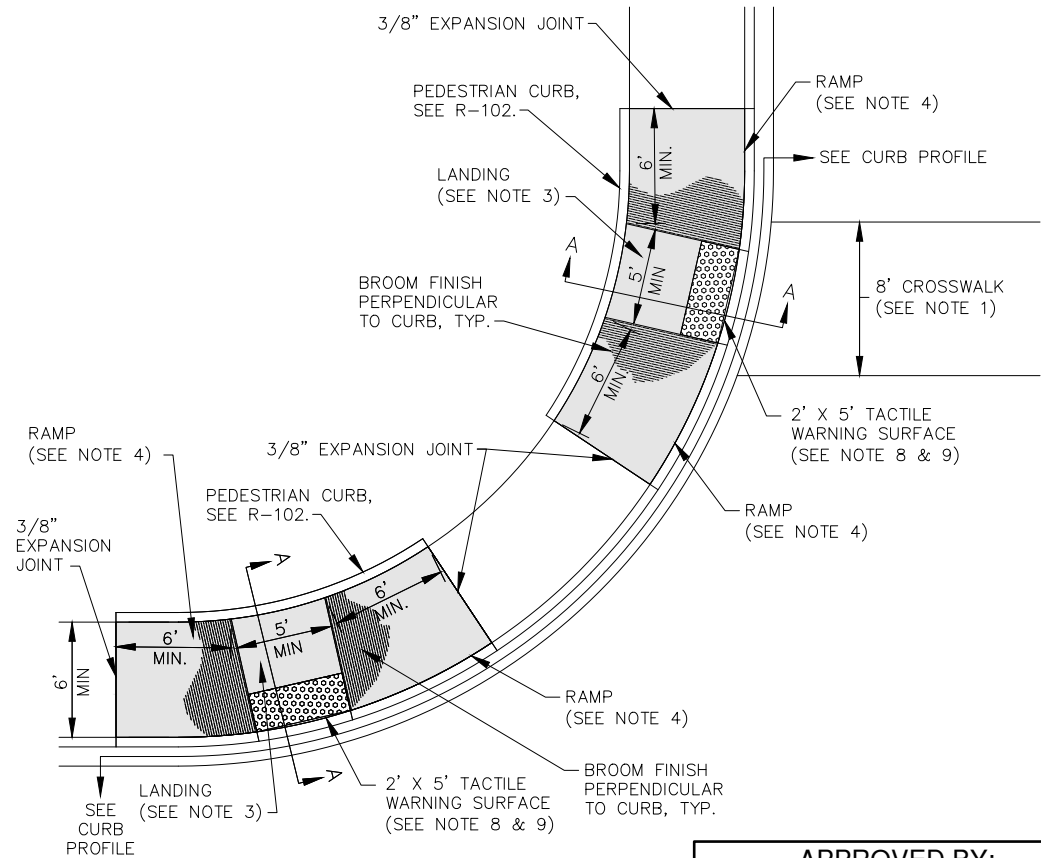 3/8" EXPANSION JOINT
PEDESTRIAN CURB,
SEE R-102.
RAMP
(SEE NOTE 4)
SEE CURB PROFILE
LANDING
(SEE NOTE 3)
6'
MIN.
A
5'
MIN
A
8' CROSSWALK
(SEE NOTE 1)
BROOM FINISH
PERPENDICULAR
TO CURB, TYP.
6'
MIN.
2' X 5' TACTILE
WARNING SURFACE
(SEE NOTE 8 & 9)
RAMP
(SEE NOTE 4)
3/8" EXPANSION JOINT
RAMP
(SEE NOTE 4)
PEDESTRIAN CURB,
SEE R-102.
3/8"
EXPANSION
JOINT
A
6'
MIN.
5'
MIN
6'
MIN.
6'
MIN
RAMP
(SEE NOTE 4)
A
BROOM FINISH
PERPENDICULAR
TO CURB, TYP.
2' X 5' TACTILE
WARNING SURFACE
(SEE NOTE 8 & 9)
LANDING
(SEE NOTE 3)
SEE
CURB
PROFILE
APPROVED BY: